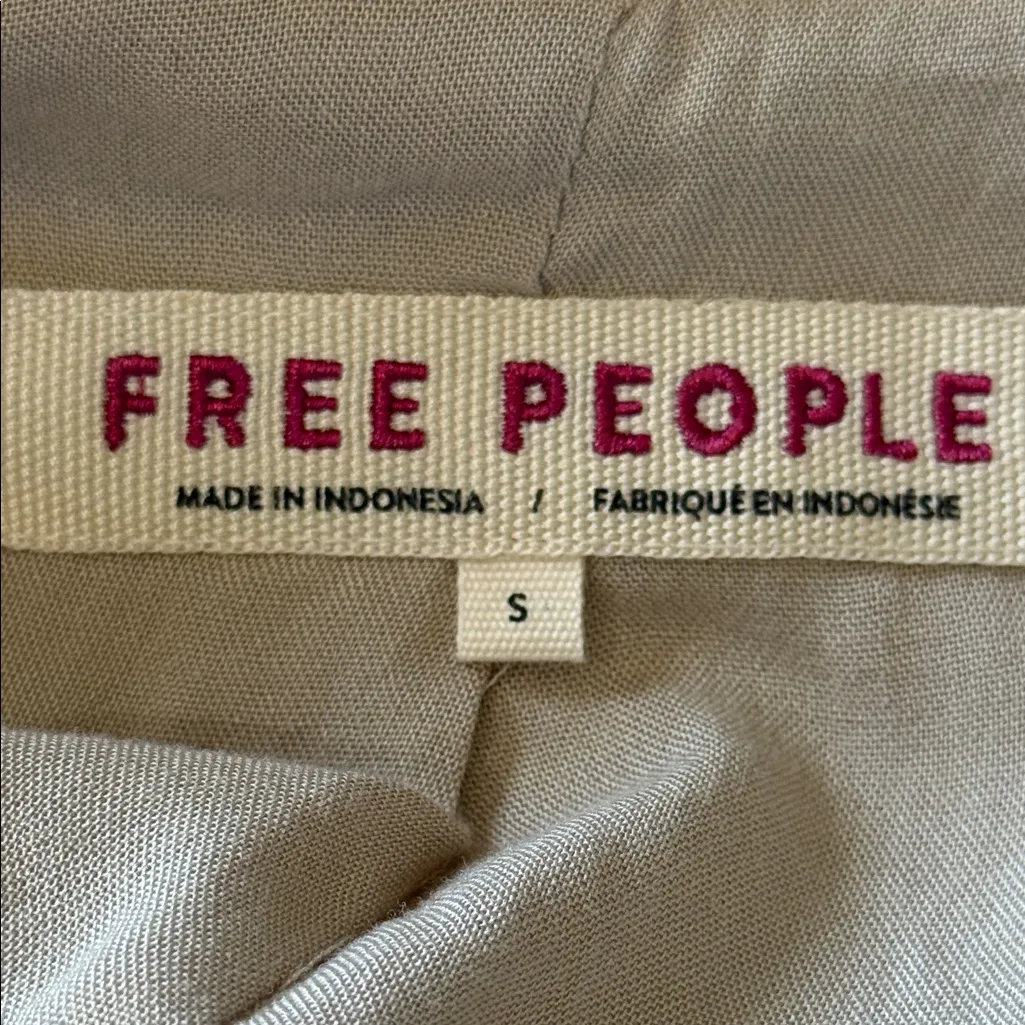 FREE PEOPLE
MADE IN INDONESIA / FABRIQUÉ EN INDONÉSIE
S